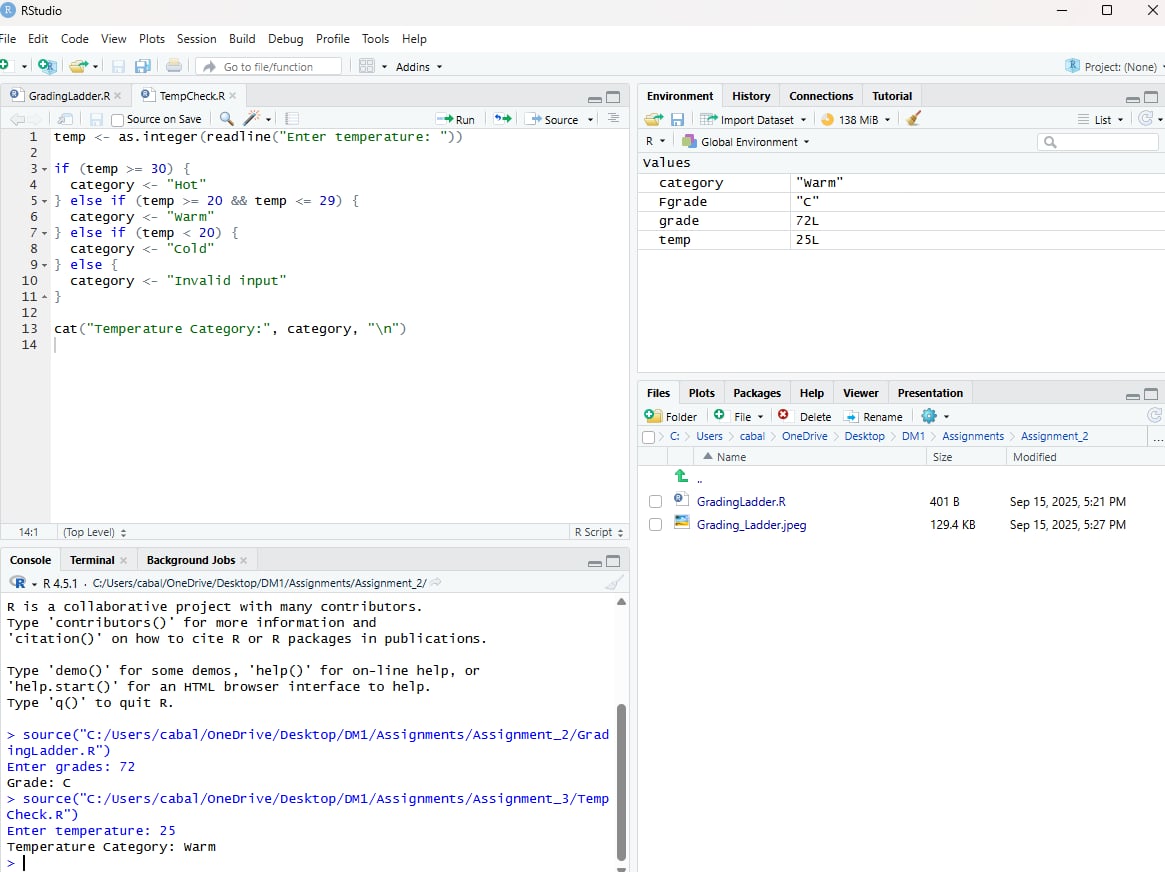 RStudio
File Edit Code View Plots Session Build Debug Profile Tools Help
Go to file/function Addins Project: (None)
GradingLadder.R TempCheck.R
Source on Save Run Source
1 temp <- as.integer(readline("Enter temperature: "))
2
3 if (temp >= 30) {
4 category <- "Hot"
5 } else if (temp >= 20 && temp <= 29) {
6 category <- "Warm"
7 } else if (temp < 20) {
8 category <- "Cold"
9 } else {
10 category <- "Invalid input"
11 }
12
13 cat("Temperature Category:", category, "\n")
14
14:1 (Top Level) R Script
Console Terminal Background Jobs
R 4.5.1 · C:/Users/cabal/OneDrive/Desktop/DM1/Assignments/Assignment_2/
R is a collaborative project with many contributors.
Type 'contributors()' for more information and
'citation()' on how to cite R or R packages in publications.
Type 'demo()' for some demos, 'help()' for on-line help, or
'help.start()' for an HTML browser interface to help.
Type 'q()' to quit R.
> source("C:/Users/cabal/OneDrive/Desktop/DM1/Assignments/Assignment_2/Grad
ingLadder.R")
Enter grades: 72
Grade: C
> source("C:/Users/cabal/OneDrive/Desktop/DM1/Assignments/Assignment_3/Temp
Check.R")
Enter temperature: 25
Temperature Category: Warm
>
Environment History Connections Tutorial
Import Dataset 138 MiB List
R Global Environment
Values
category "Warm"
Fgrade "C"
grade 72L
temp 25L
Files Plots Packages Help Viewer Presentation
Folder File Delete Rename
C: Users cabal OneDrive Desktop DM1 Assignments Assignment_2 ...
Name Size Modified
..
GradingLadder.R 401 B Sep 15, 2025, 5:21 PM
Grading_Ladder.jpeg 129.4 KB Sep 15, 2025, 5:27 PM